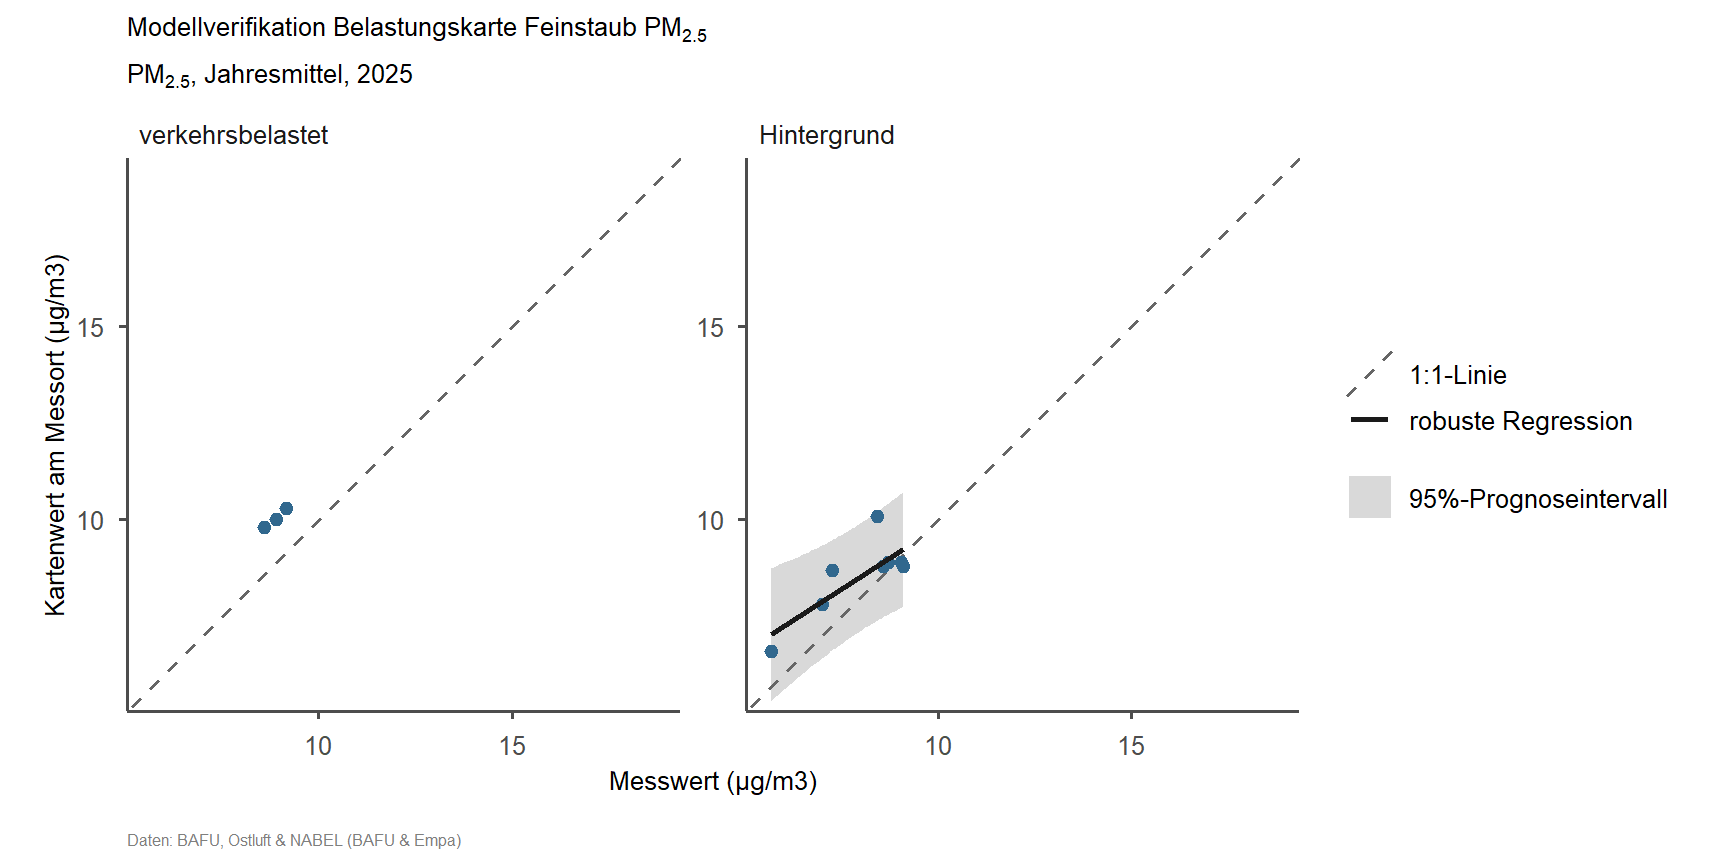 Modellverifikation Belastungskarte Feinstaub PM2.5
PM2.5, Jahresmittel, 2025
verkehrsbelastet
Hintergrund
Kartenwert am Messort (µg/m3)
15
10
15
10
10
15
10
15
Messwert (µg/m3)
1:1-Linie
robuste Regression
95%-Prognoseintervall
Daten: BAFU, Ostluft & NABEL (BAFU & Empa)